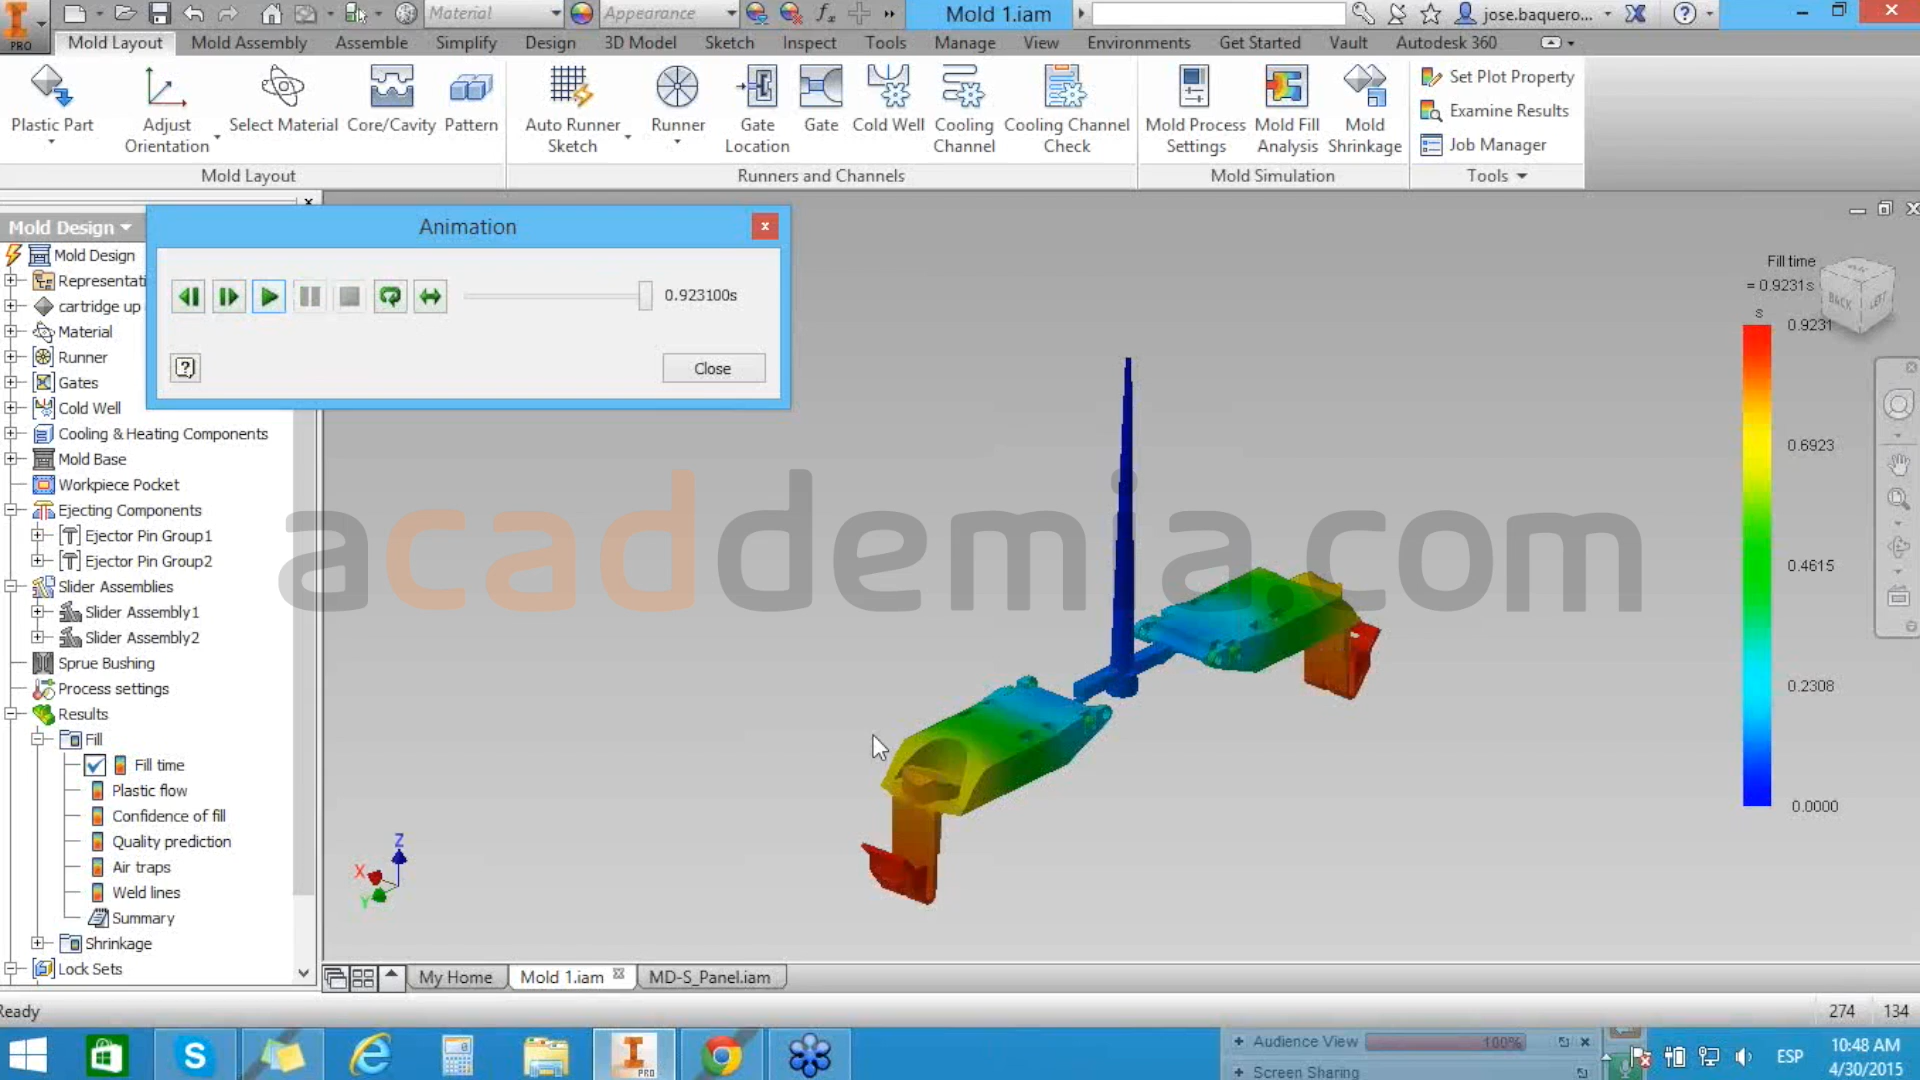 PRO
Material
Appearance
fx
Mold 1.iam
jose.baquero...
Mold Layout
Mold Assembly
Assemble
Simplify
Design
3D Model
Sketch
Inspect
Tools
Manage
View
Environments
Get Started
Vault
Autodesk 360
Plastic Part
Adjust
Orientation
Select Material
Core/Cavity
Pattern
Auto Runner
Sketch
Runner
Gate
Location
Gate
Cold Well
Cooling
Channel
Cooling Channel
Check
Mold Process
Settings
Mold Fill
Analysis
Mold
Shrinkage
Set Plot Property
Examine Results
Job Manager
Mold Layout
Runners and Channels
Mold Simulation
Tools
Mold Design
Animation
0.923100s
Close
Mold Design
Representati
cartridge up
Material
Runner
Gates
Cold Well
Cooling & Heating Components
Mold Base
Workpiece Pocket
Ejecting Components
Ejector Pin Group1
Ejector Pin Group2
Slider Assemblies
Slider Assembly1
Slider Assembly2
Sprue Bushing
Process settings
Results
Fill
Fill time
Plastic flow
Confidence of fill
Quality prediction
Air traps
Weld lines
Summary
Shrinkage
Lock Sets
Fill time
= 0.9231s
s
0.9231
0.6923
0.4615
0.2308
0.0000
BACK
LEFT
acaddemia.com
Z
X
Y
My Home
Mold 1.iam
MD-S_Panel.iam
Ready
274
134
Audience View
100%
Screen Sharing
PRO
ESP
10:48 AM
4/30/2015